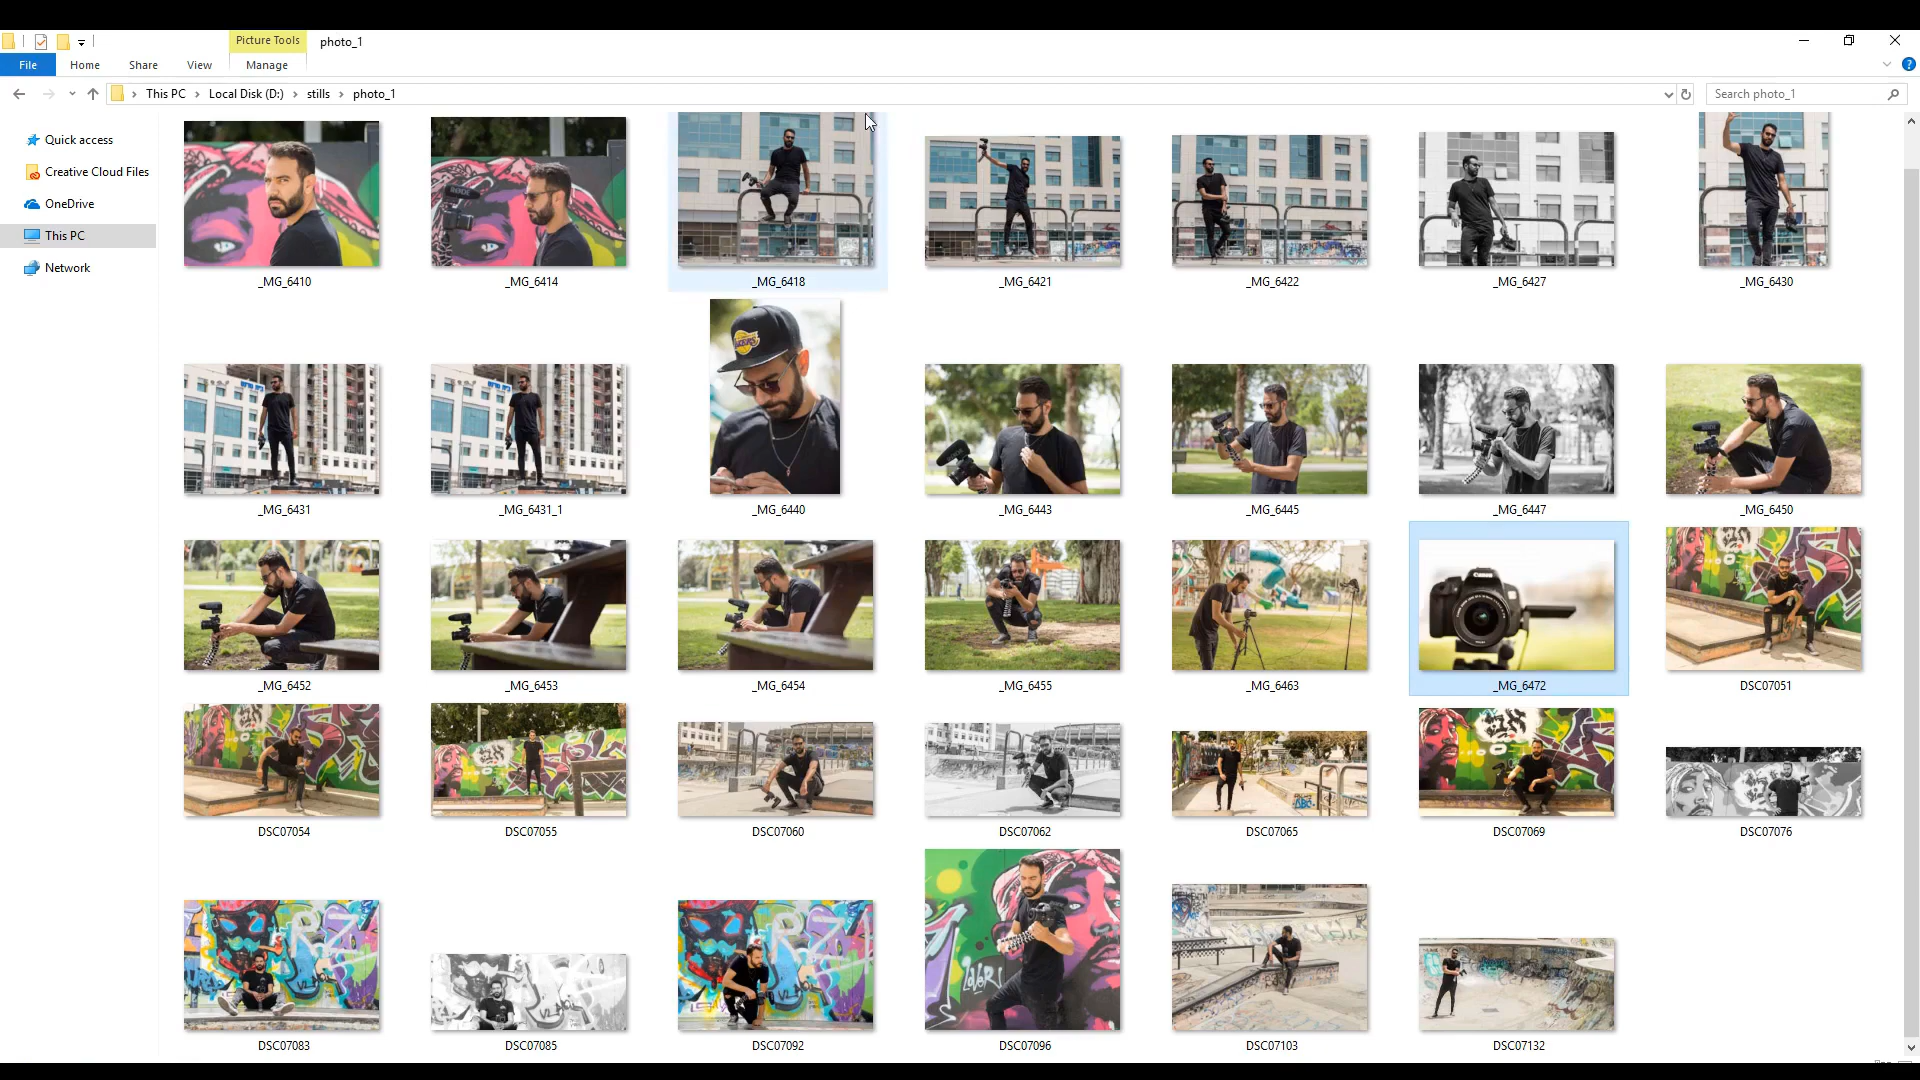 Picture Tools photo_1
File Home Share View Manage
This PC Local Disk (D:) stills photo_1
Search photo_1
Quick access
Creative Cloud Files
OneDrive
This PC
Network
_MG_6410 _MG_6414 _MG_6418 _MG_6421 _MG_6422 _MG_6427 _MG_6430
_MG_6431 _MG_6431_1 _MG_6440 _MG_6443 _MG_6445 _MG_6447 _MG_6450
_MG_6452 _MG_6453 _MG_6454 _MG_6455 _MG_6463 _MG_6472 DSC07051
DSC07054 DSC07055 DSC07060 DSC07062 DSC07065 DSC07069 DSC07076
DSC07083 DSC07085 DSC07092 DSC07096 DSC07103 DSC07132